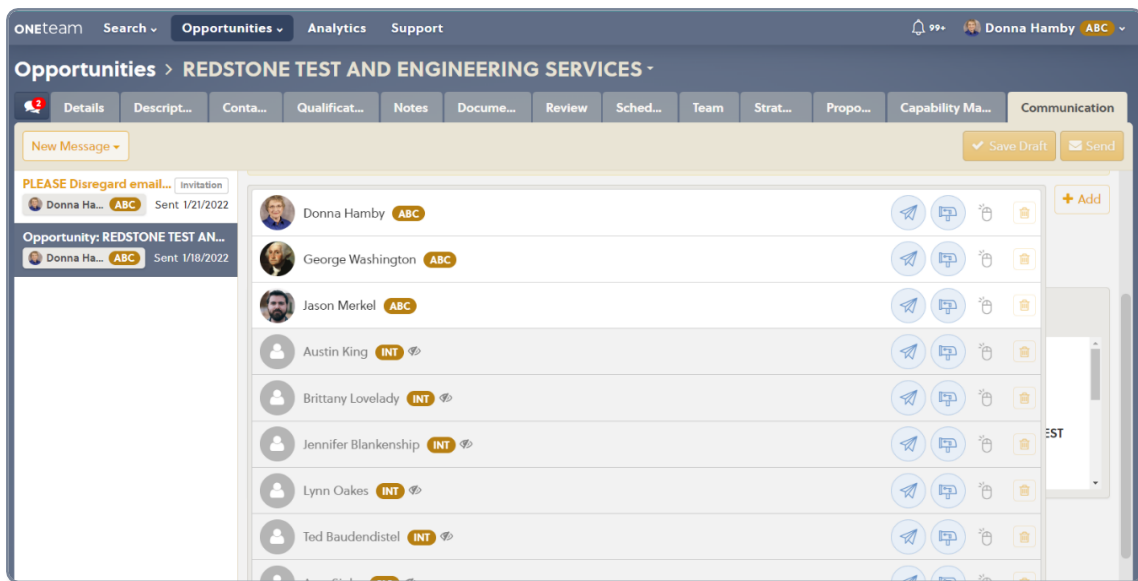 ONEteam Search Opportunities Analytics Support 99+ Donna Hamby ABC
Opportunities > REDSTONE TEST AND ENGINEERING SERVICES
2 Details Descript... Conta... Qualificat... Notes Docume... Review Sched... Team Strat... Propo... Capability Ma... Communication
New Message Save Draft Send
PLEASE Disregard email... Invitation
Donna Ha... ABC Sent 1/21/2022
Opportunity: REDSTONE TEST AN...
Donna Ha... ABC Sent 1/18/2022
Donna Hamby ABC
+ Add
George Washington ABC
Jason Merkel ABC
Austin King INT
Brittany Lovelady INT
Jennifer Blankenship INT
EST
Lynn Oakes INT
Ted Baudendistel INT